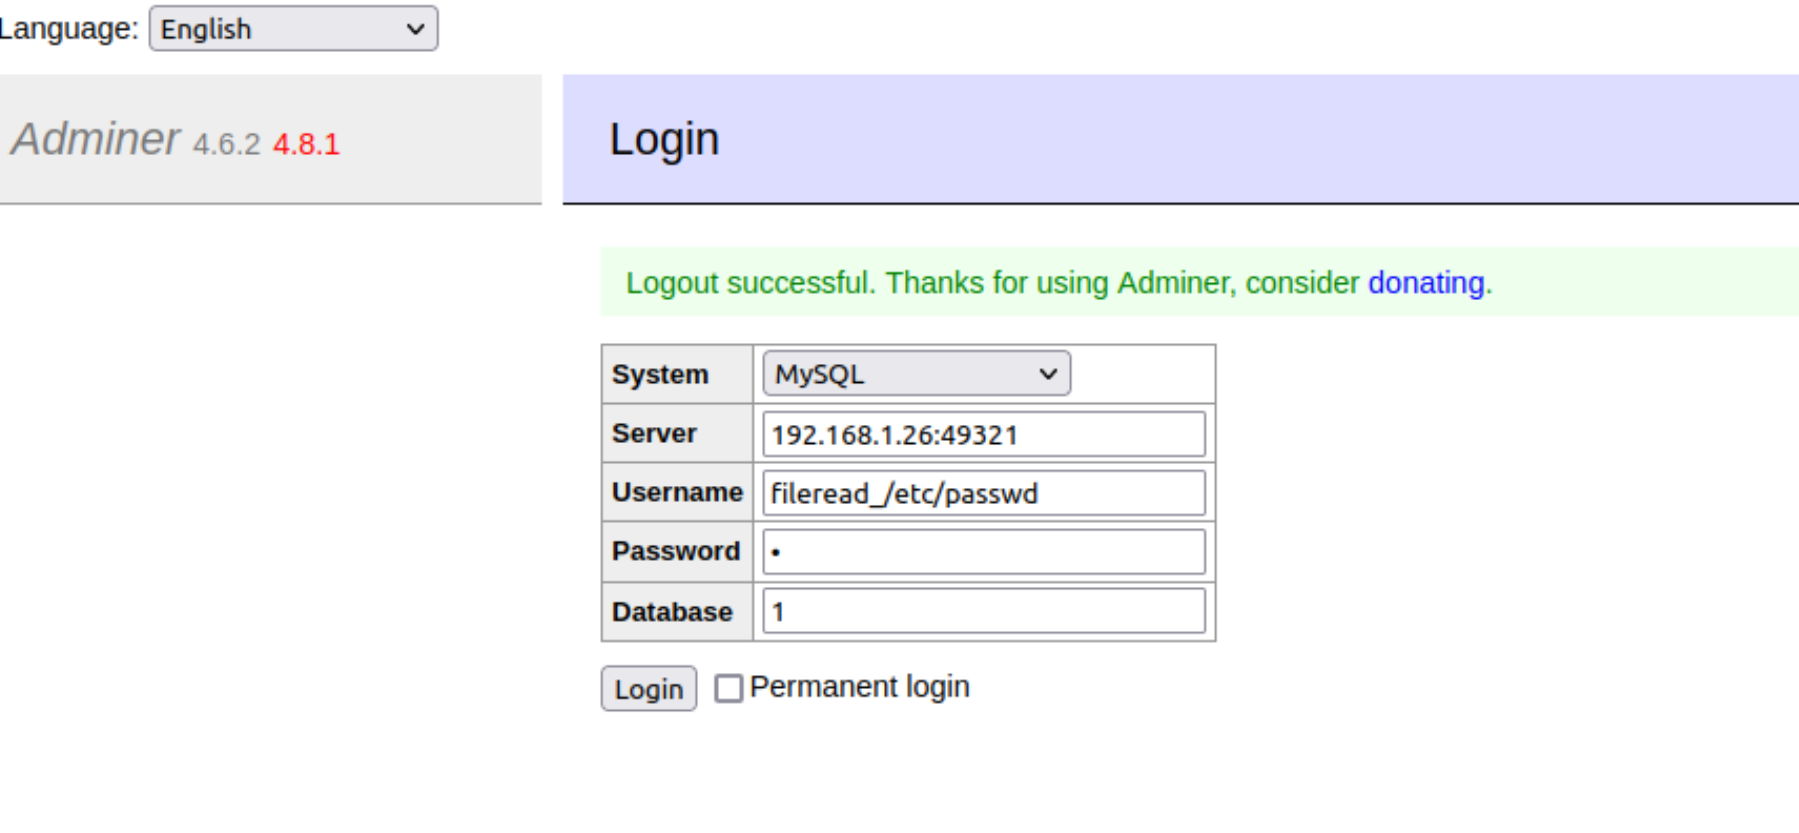 Language: English
Adminer 4.6.2 4.8.1
Login
Logout successful. Thanks for using Adminer, consider donating.
System MySQL
Server 192.168.1.26:49321
Username fileread_/etc/passwd
Password •
Database 1
Login Permanent login